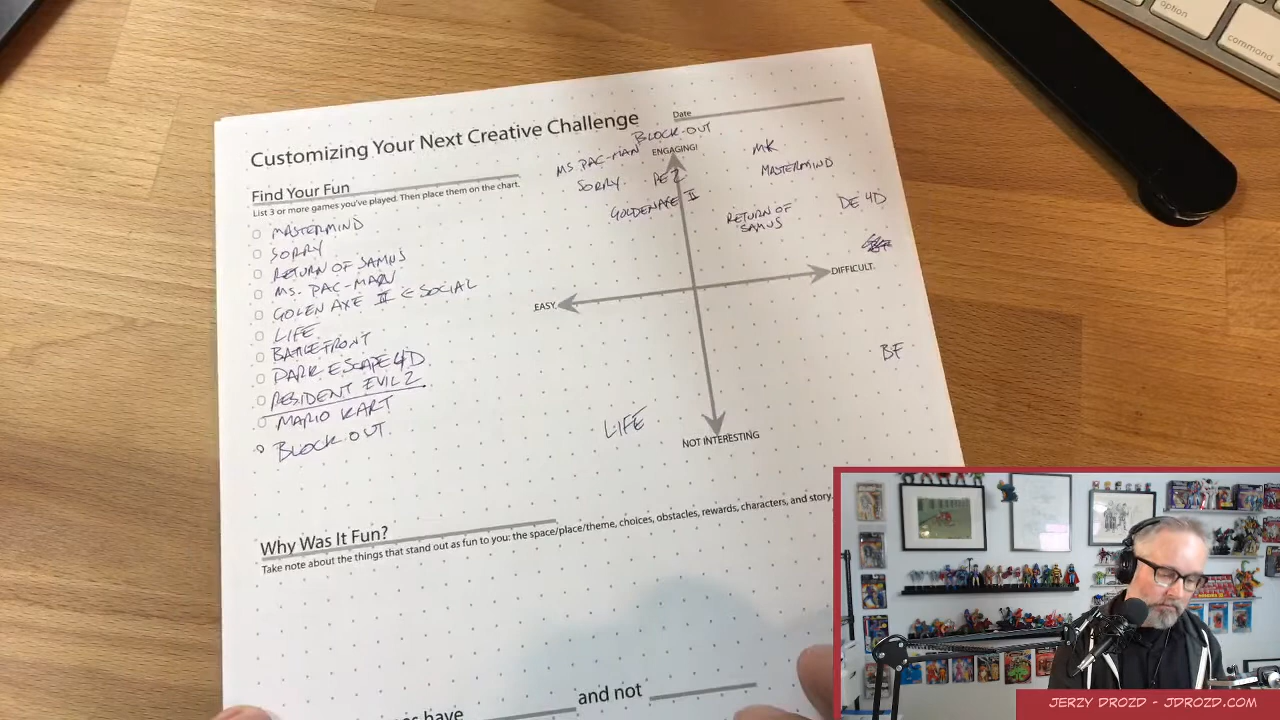 option
command
Customizing Your Next Creative Challenge
Date
Find Your Fun
List 3 or more games you've played. Then place them on the chart.
MASTERMIND
SORRY
RETURN OF SAMUS
MS. PAC-MAN
GOLEN AXE II ← SOCIAL
LIFE
BATTLEFRONT
DARK ESCAPE 4D
RESIDENT EVIL 2
MARIO KART
BLOCK OUT
BLOCK-OUT
ENGAGING!
MS. PAC-MAN
MK
SORRY
RE2
MASTERMIND
GOLDENAXE II
RETURN OF
SAMUS
DE 4D
DIFFICULT
EASY
BF
LIFE
NOT INTERESTING
Why Was It Fun?
Take note about the things that stand out as fun to you: the space/place/theme, choices, obstacles, rewards, characters, and story.
have
and not
JERZY DROZD - JDROZD.COM